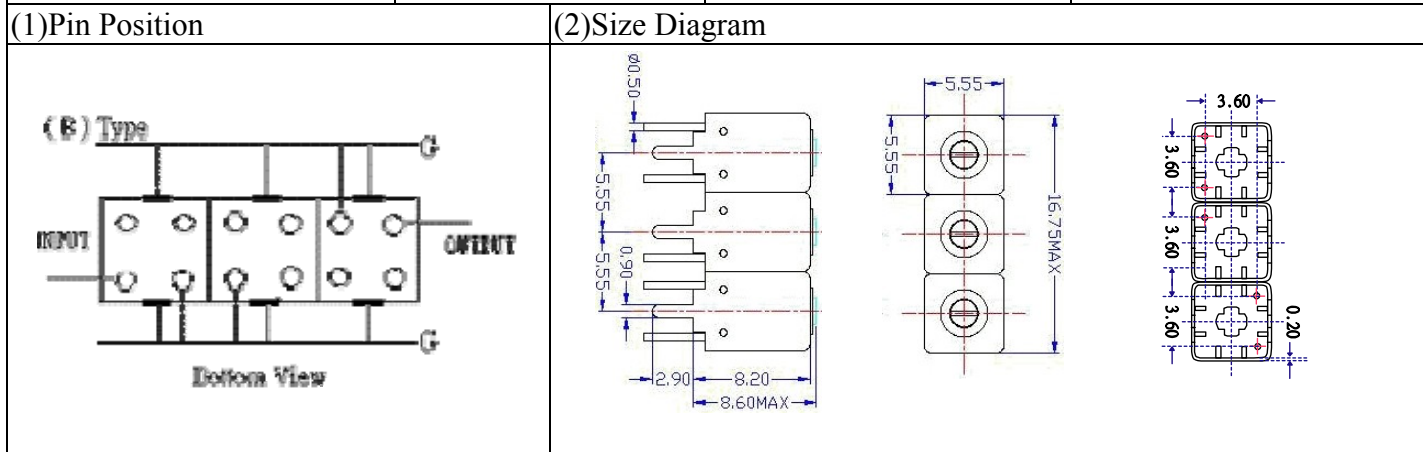 (1)Pin Position
(2)Size Diagram
(B) Type
G
INPUT
OUTPUT
G
Bottom View
ø0.50
5.55
5.55
0.90
2.90
8.20
8.60MAX
5.55
5.55
16.75MAX
3.60
3.60
3.60
3.60
0.20